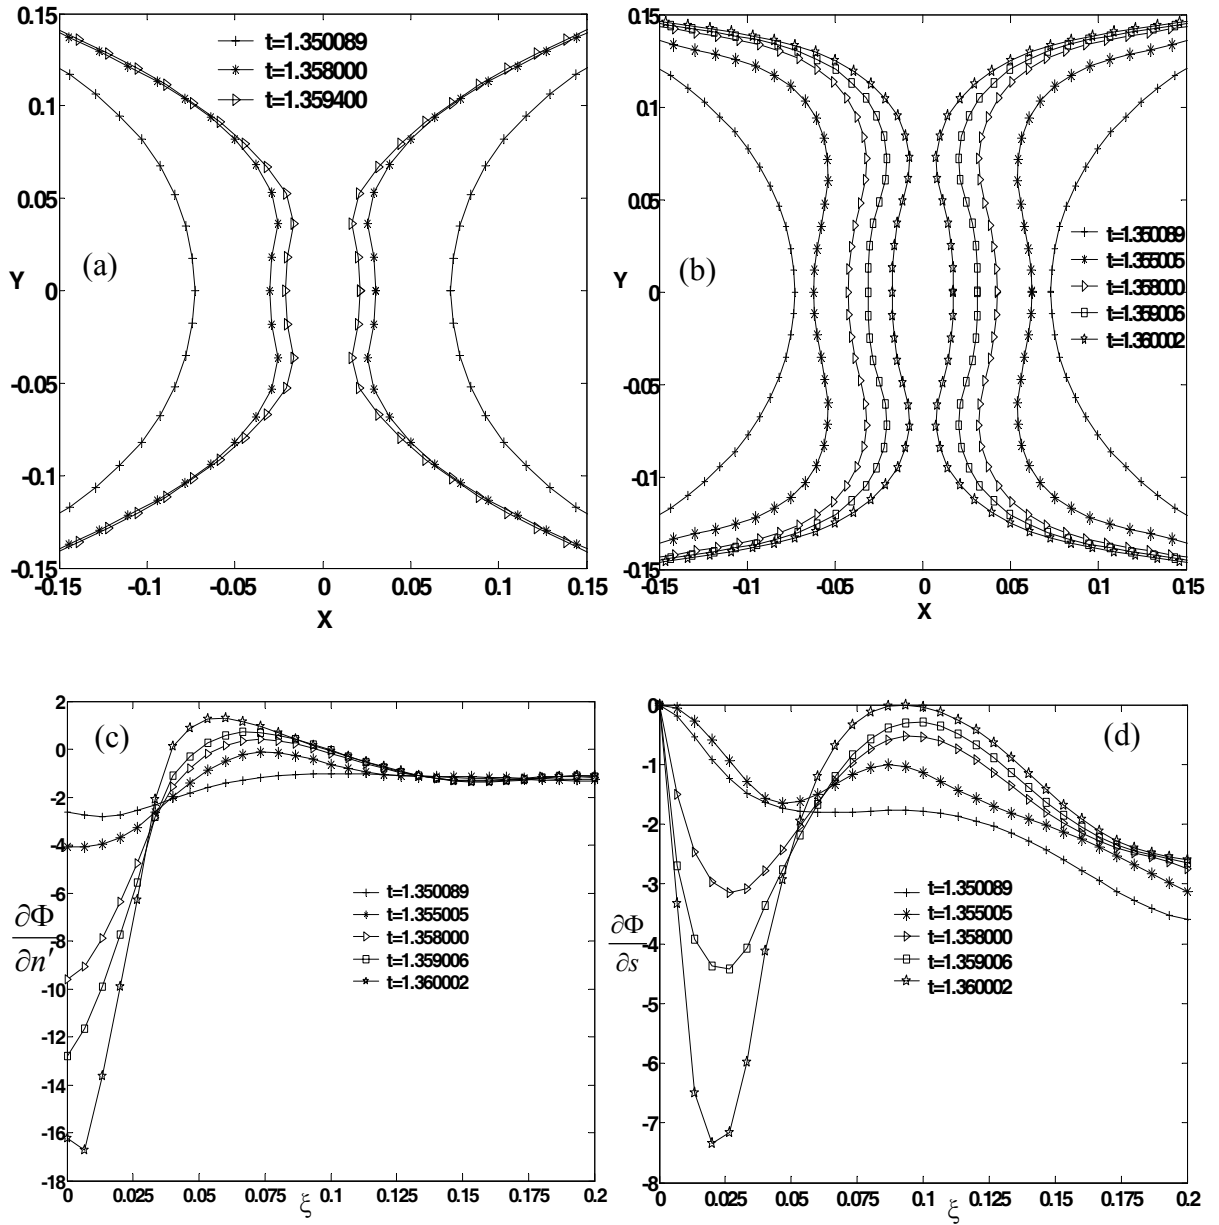 0.15
0.1
0.05
Y 0
-0.05
-0.1
-0.15
-0.15 -0.1 -0.05 0 0.05 0.1 0.15
X
(a)
t=1.350089
t=1.358000
t=1.359400
0.15
0.1
0.05
Y 0
-0.05
-0.1
-0.15
-0.15 -0.1 -0.05 0 0.05 0.1 0.15
X
(b)
t=1.350089
t=1.355005
t=1.358000
t=1.359006
t=1.360002
2
0
-2
-4
-6
-8
-10
-12
-14
-16
-18
0 0.025 0.05 0.075 0.1 0.125 0.15 0.175 0.2
ξ
∂Φ
∂n′
(c)
t=1.350089
t=1.355005
t=1.358000
t=1.359006
t=1.360002
0
-1
-2
-3
-4
-5
-6
-7
-8
0 0.025 0.05 0.075 0.1 0.125 0.15 0.175 0.2
ξ
∂Φ
∂s
(d)
t=1.350089
t=1.355005
t=1.358000
t=1.359006
t=1.360002